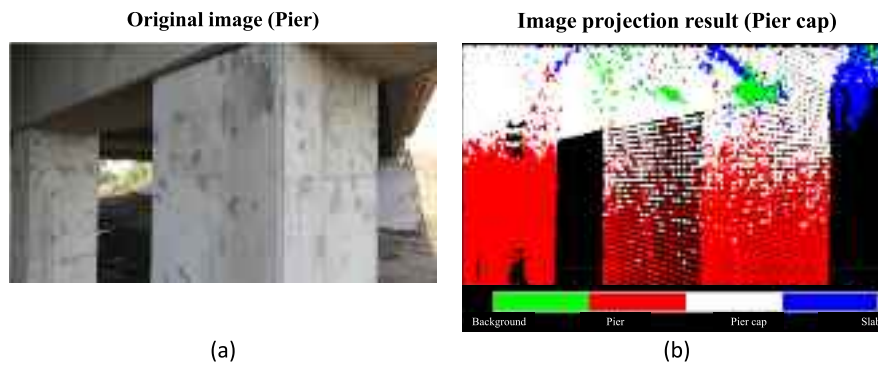 Original image (Pier)
Image projection result (Pier cap)
Background
Pier
Pier cap
Slab
(a)
(b)